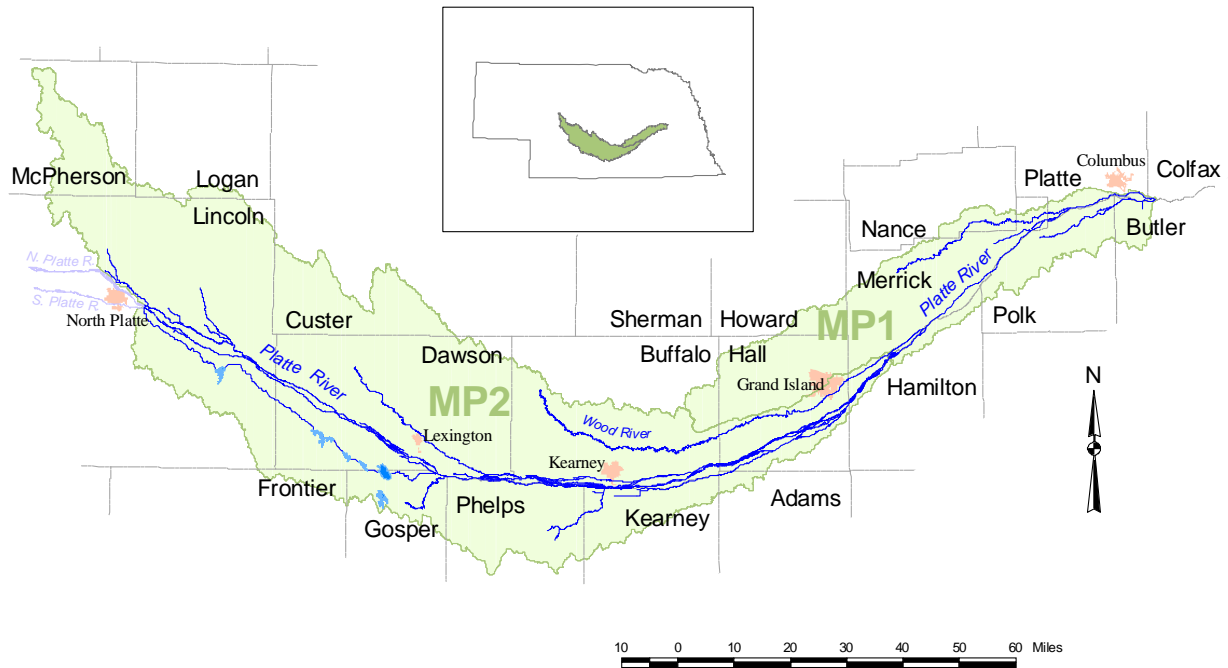 McPherson
Logan
Lincoln
N. Platte R.
S. Platte R.
North Platte
Custer
Platte River
Dawson
MP2
Lexington
Frontier
Gosper
Phelps
Kearney
Kearney
Wood River
Sherman
Howard
Buffalo
Hall
MP1
Grand Island
Adams
Hamilton
Merrick
Platte River
Nance
Platte
Columbus
Colfax
Butler
Polk
N
10 0 10 20 30 40 50 60 Miles